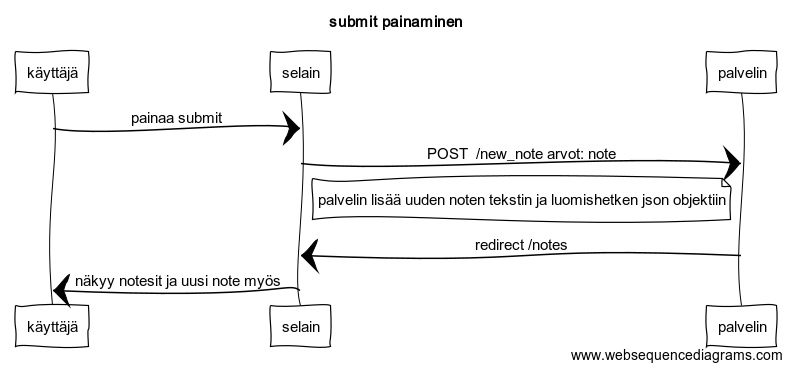 submit painaminen
käyttäjä
selain
palvelin
painaa submit
POST /new_note arvot: note
palvelin lisää uuden noten tekstin ja luomishetken json objektiin
redirect /notes
näkyy notesit ja uusi note myös
käyttäjä
selain
palvelin
www.websequencediagrams.com